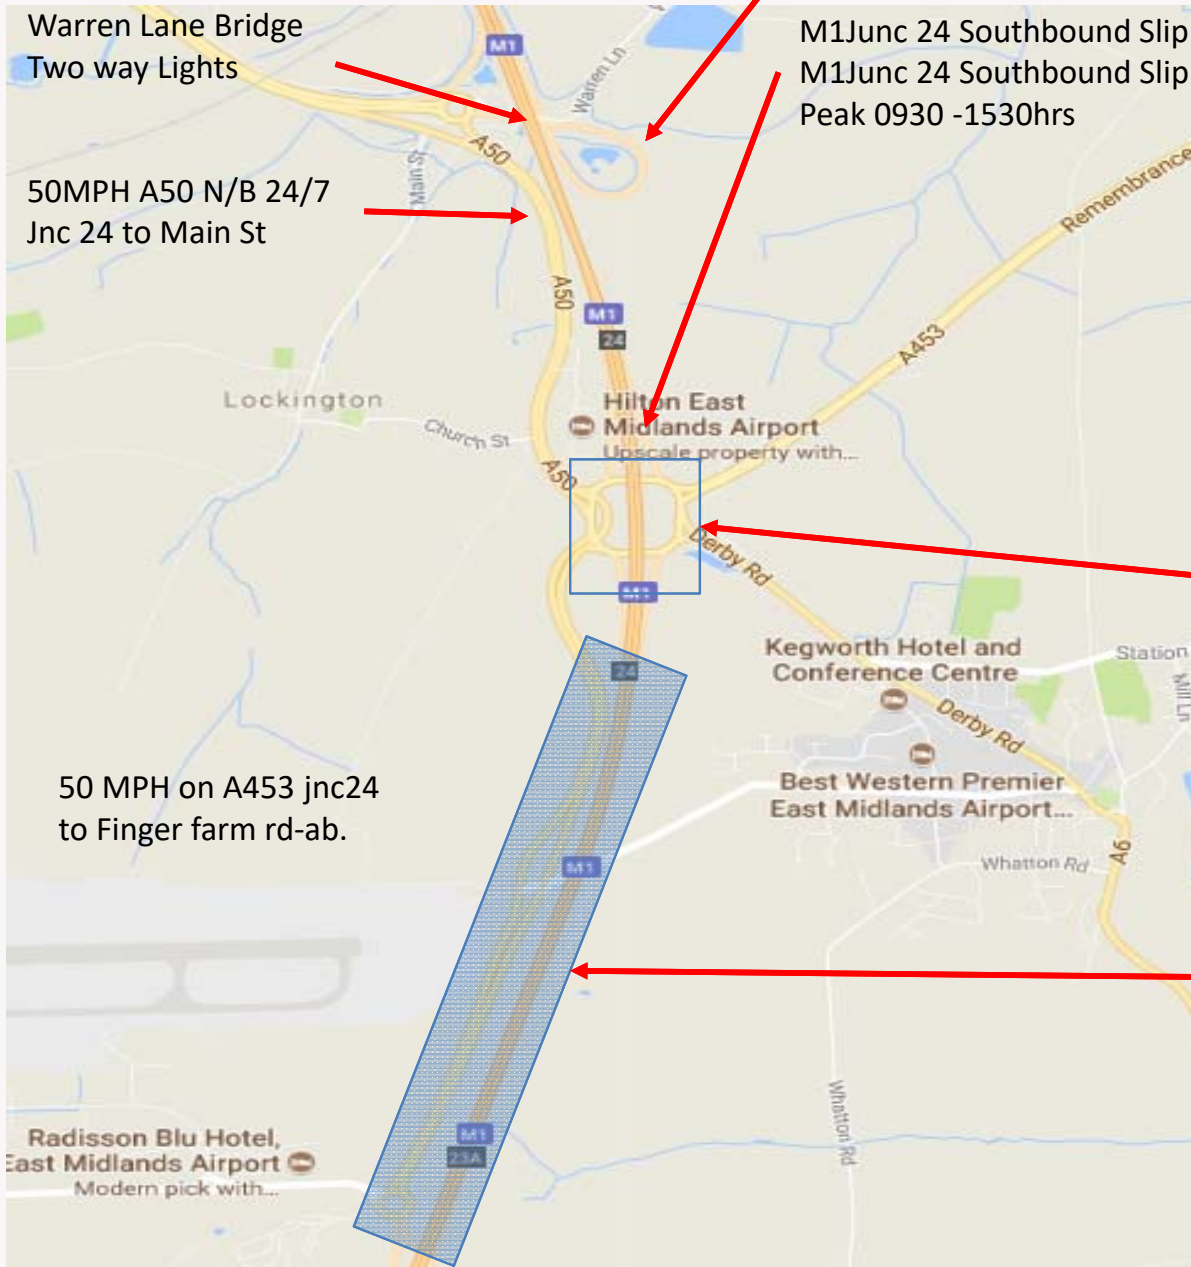 Warren Lane Bridge
Two way Lights
M1Junc 24 Southbound Slip
M1Junc 24 Southbound Slip
Peak 0930 -1530hrs
M1
Warren Ln
A50
Main St
50MPH A50 N/B 24/7
Jnc 24 to Main St
Remembrance
A50
M1
24
A453
Lockington
Hilton East
Midlands Airport
Upscale property with...
Church St
A50
Derby Rd
M1
24
Kegworth Hotel and
Conference Centre
Station
Mill Ln
Derby Rd
50 MPH on A453 jnc24
to Finger farm rd-ab.
Best Western Premier
East Midlands Airport...
M1
Whatton Rd
A6
Whatton Rd
M1
23A
Radisson Blu Hotel,
East Midlands Airport
Modern pick with...